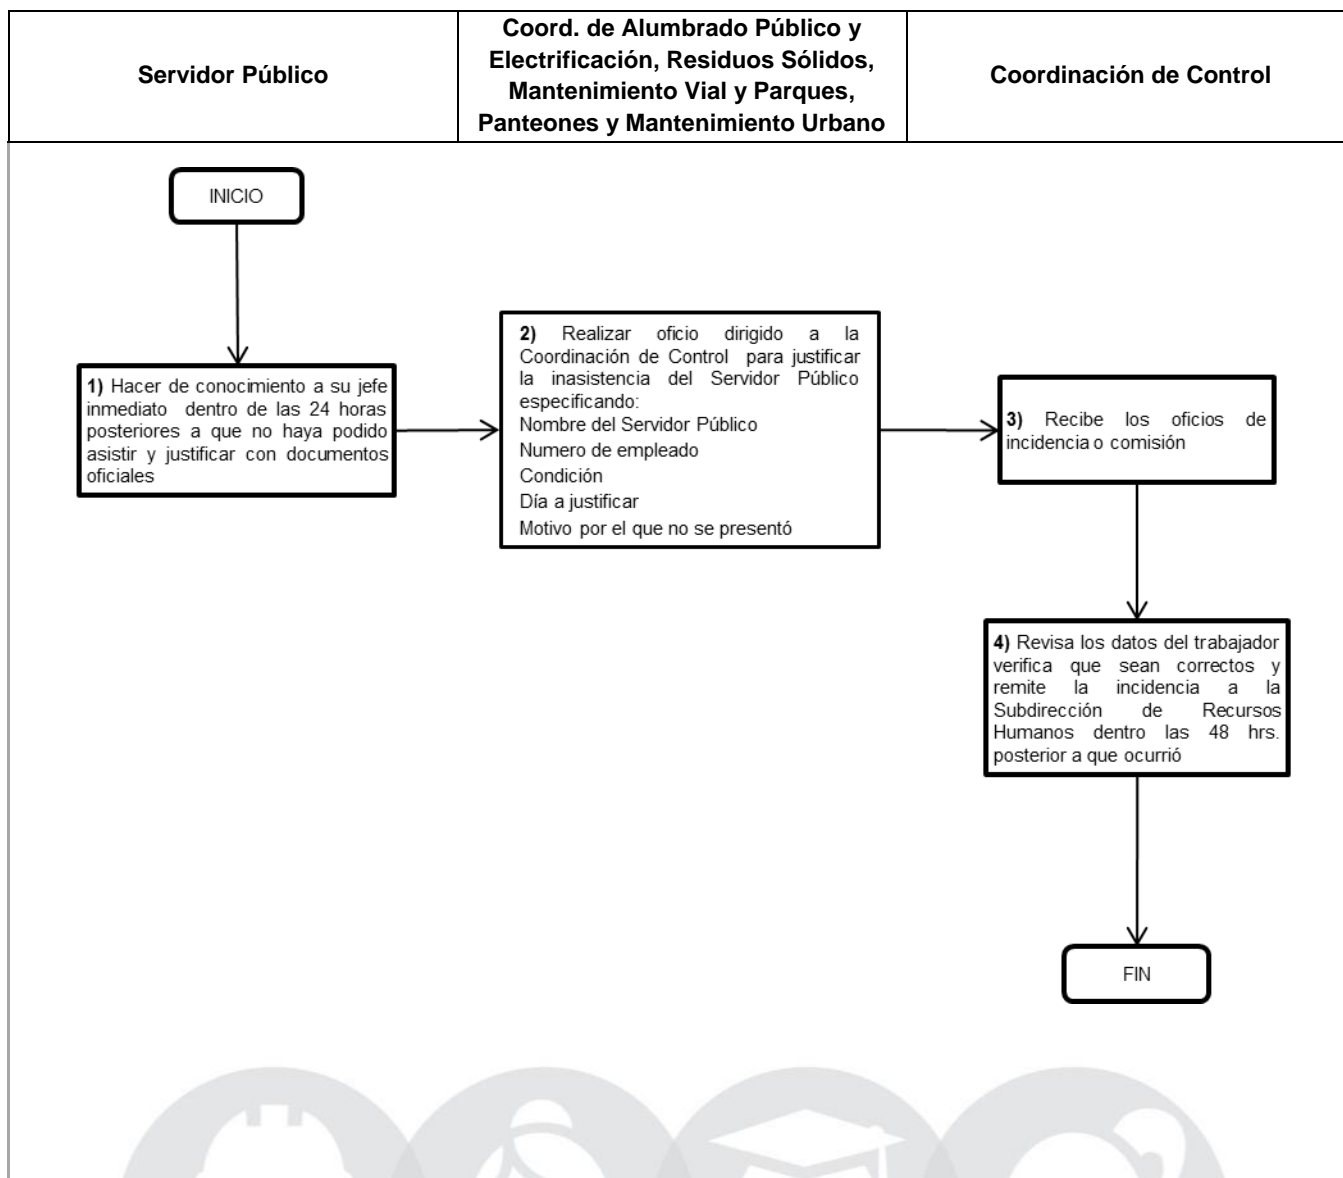 Servidor Público
Coord. de Alumbrado Público y
Electrificación, Residuos Sólidos,
Mantenimiento Vial y Parques,
Panteones y Mantenimiento Urbano
Coordinación de Control
INICIO
1) Hacer de conocimiento a su jefe
inmediato dentro de las 24 horas
posteriores a que no haya podido
asistir y justificar con documentos
oficiales
2) Realizar oficio dirigido a la
Coordinación de Control para justificar
la inasistencia del Servidor Público
especificando:
Nombre del Servidor Público
Numero de empleado
Condición
Día a justificar
Motivo por el que no se presentó
3) Recibe los oficios de
incidencia o comisión
4) Revisa los datos del trabajador
verifica que sean correctos y
remite la incidencia a la
Subdirección de Recursos
Humanos dentro las 48 hrs.
posterior a que ocurrió
FIN